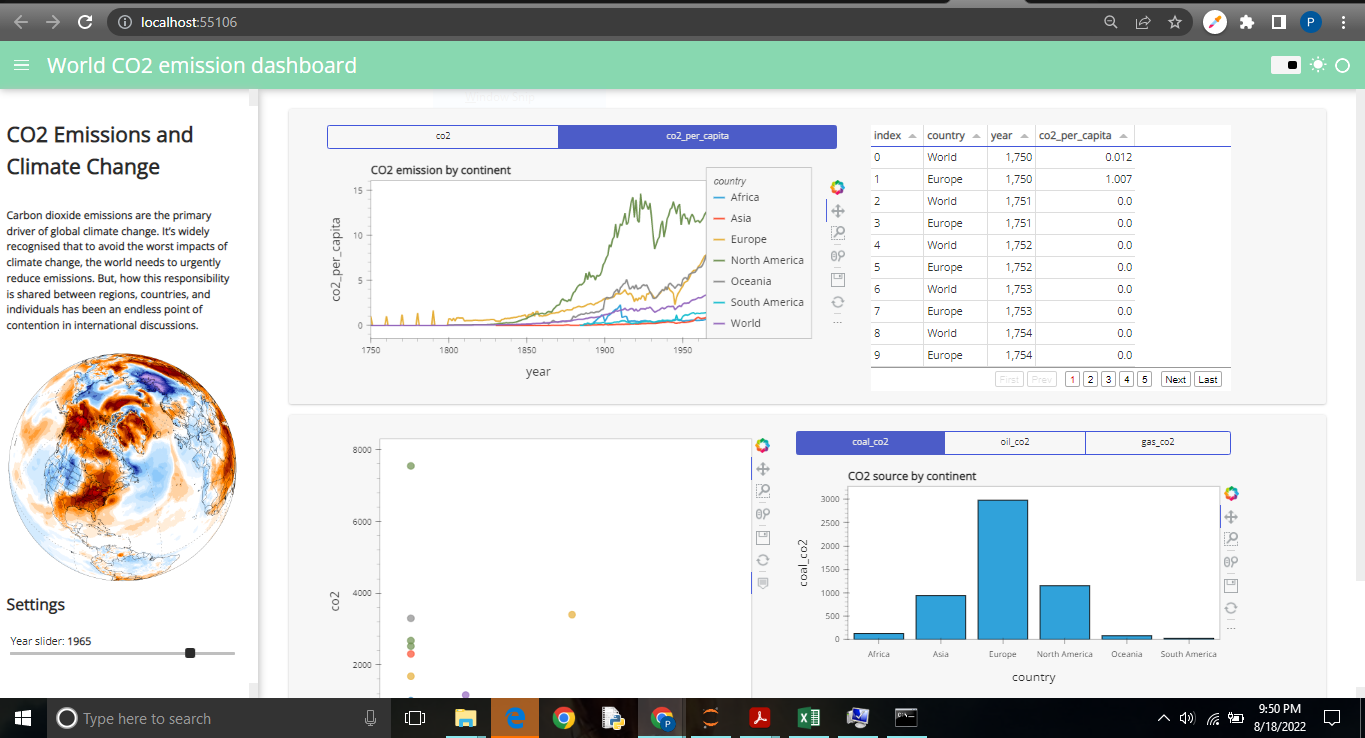 localhost:55106
P
World CO2 emission dashboard
CO2 Emissions and
Climate Change
Carbon dioxide emissions are the primary
driver of global climate change. It's widely
recognised that to avoid the worst impacts of
climate change, the world needs to urgently
reduce emissions. But, how this responsibility
is shared between regions, countries, and
individuals has been an endless point of
contention in international discussions.
Settings
Year slider: 1965
co2 co2_per_capita
CO2 emission by continent
co2_per_capita
15
10
5
0
1750 1800 1850 1900 1950
year
country
Africa
Asia
Europe
North America
Oceania
South America
World
...
index country year co2_per_capita
0 World 1,750 0.012
1 Europe 1,750 1.007
2 World 1,751 0.0
3 Europe 1,751 0.0
4 World 1,752 0.0
5 Europe 1,752 0.0
6 World 1,753 0.0
7 Europe 1,753 0.0
8 World 1,754 0.0
9 Europe 1,754 0.0
First Prev 1 2 3 4 5 Next Last
co2
8000
6000
4000
2000
coal_co2 oil_co2 gas_co2
CO2 source by continent
coal_co2
3000
2500
2000
1500
1000
500
0
Africa Asia Europe North America Oceania South America
country
...
Type here to search
P
9:50 PM
8/18/2022